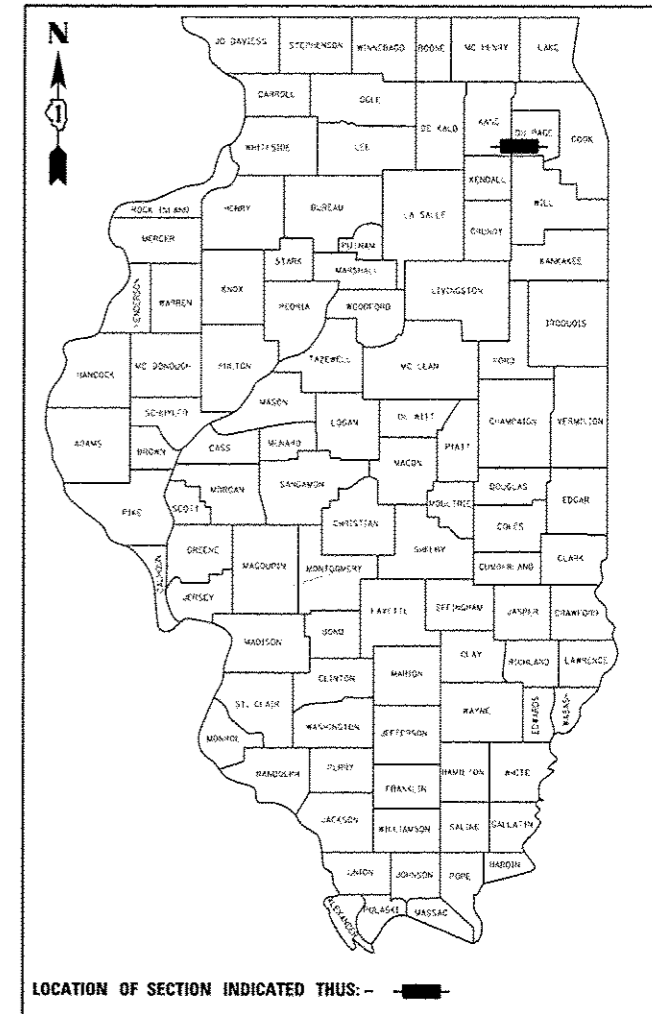 N
JO DAVIESS STEPHENSON WINNEBAGO BOONE MC HENRY LAKE
CARROLL OGLE DE KALB KANE DU PAGE COOK
WHITESIDE LEE
KENDALL WILL
ROCK ISLAND HENRY BUREAU LA SALLE GRUNDY
MERCER PUTNAM KANKAKEE
STARK MARSHALL
HENDERSON WARREN KNOX PEORIA WOODFORD LIVINGSTON IROQUOIS
HANCOCK MC DONOUGH FULTON TAZEWELL MC LEAN FORD
SCHUYLER MASON LOGAN DE WITT CHAMPAIGN VERMILION
ADAMS BROWN CASS MENARD PIATT
MACON
PIKE SCOTT MORGAN SANGAMON MOULTRIE DOUGLAS EDGAR
CHRISTIAN COLES
CALHOUN GREENE MACOUPIN MONTGOMERY SHELBY CUMBERLAND CLARK
JERSEY FAYETTE EFFINGHAM JASPER CRAWFORD
MADISON BOND
CLAY RICHLAND LAWRENCE
CLINTON MARION
ST. CLAIR WAYNE EDWARDS WABASH
MONROE WASHINGTON JEFFERSON
RANDOLPH PERRY HAMILTON WHITE
FRANKLIN
JACKSON WILLIAMSON SALINE GALLATIN
UNION JOHNSON POPE HARDIN
ALEXANDER PULASKI MASSAC
LOCATION OF SECTION INDICATED THUS: -